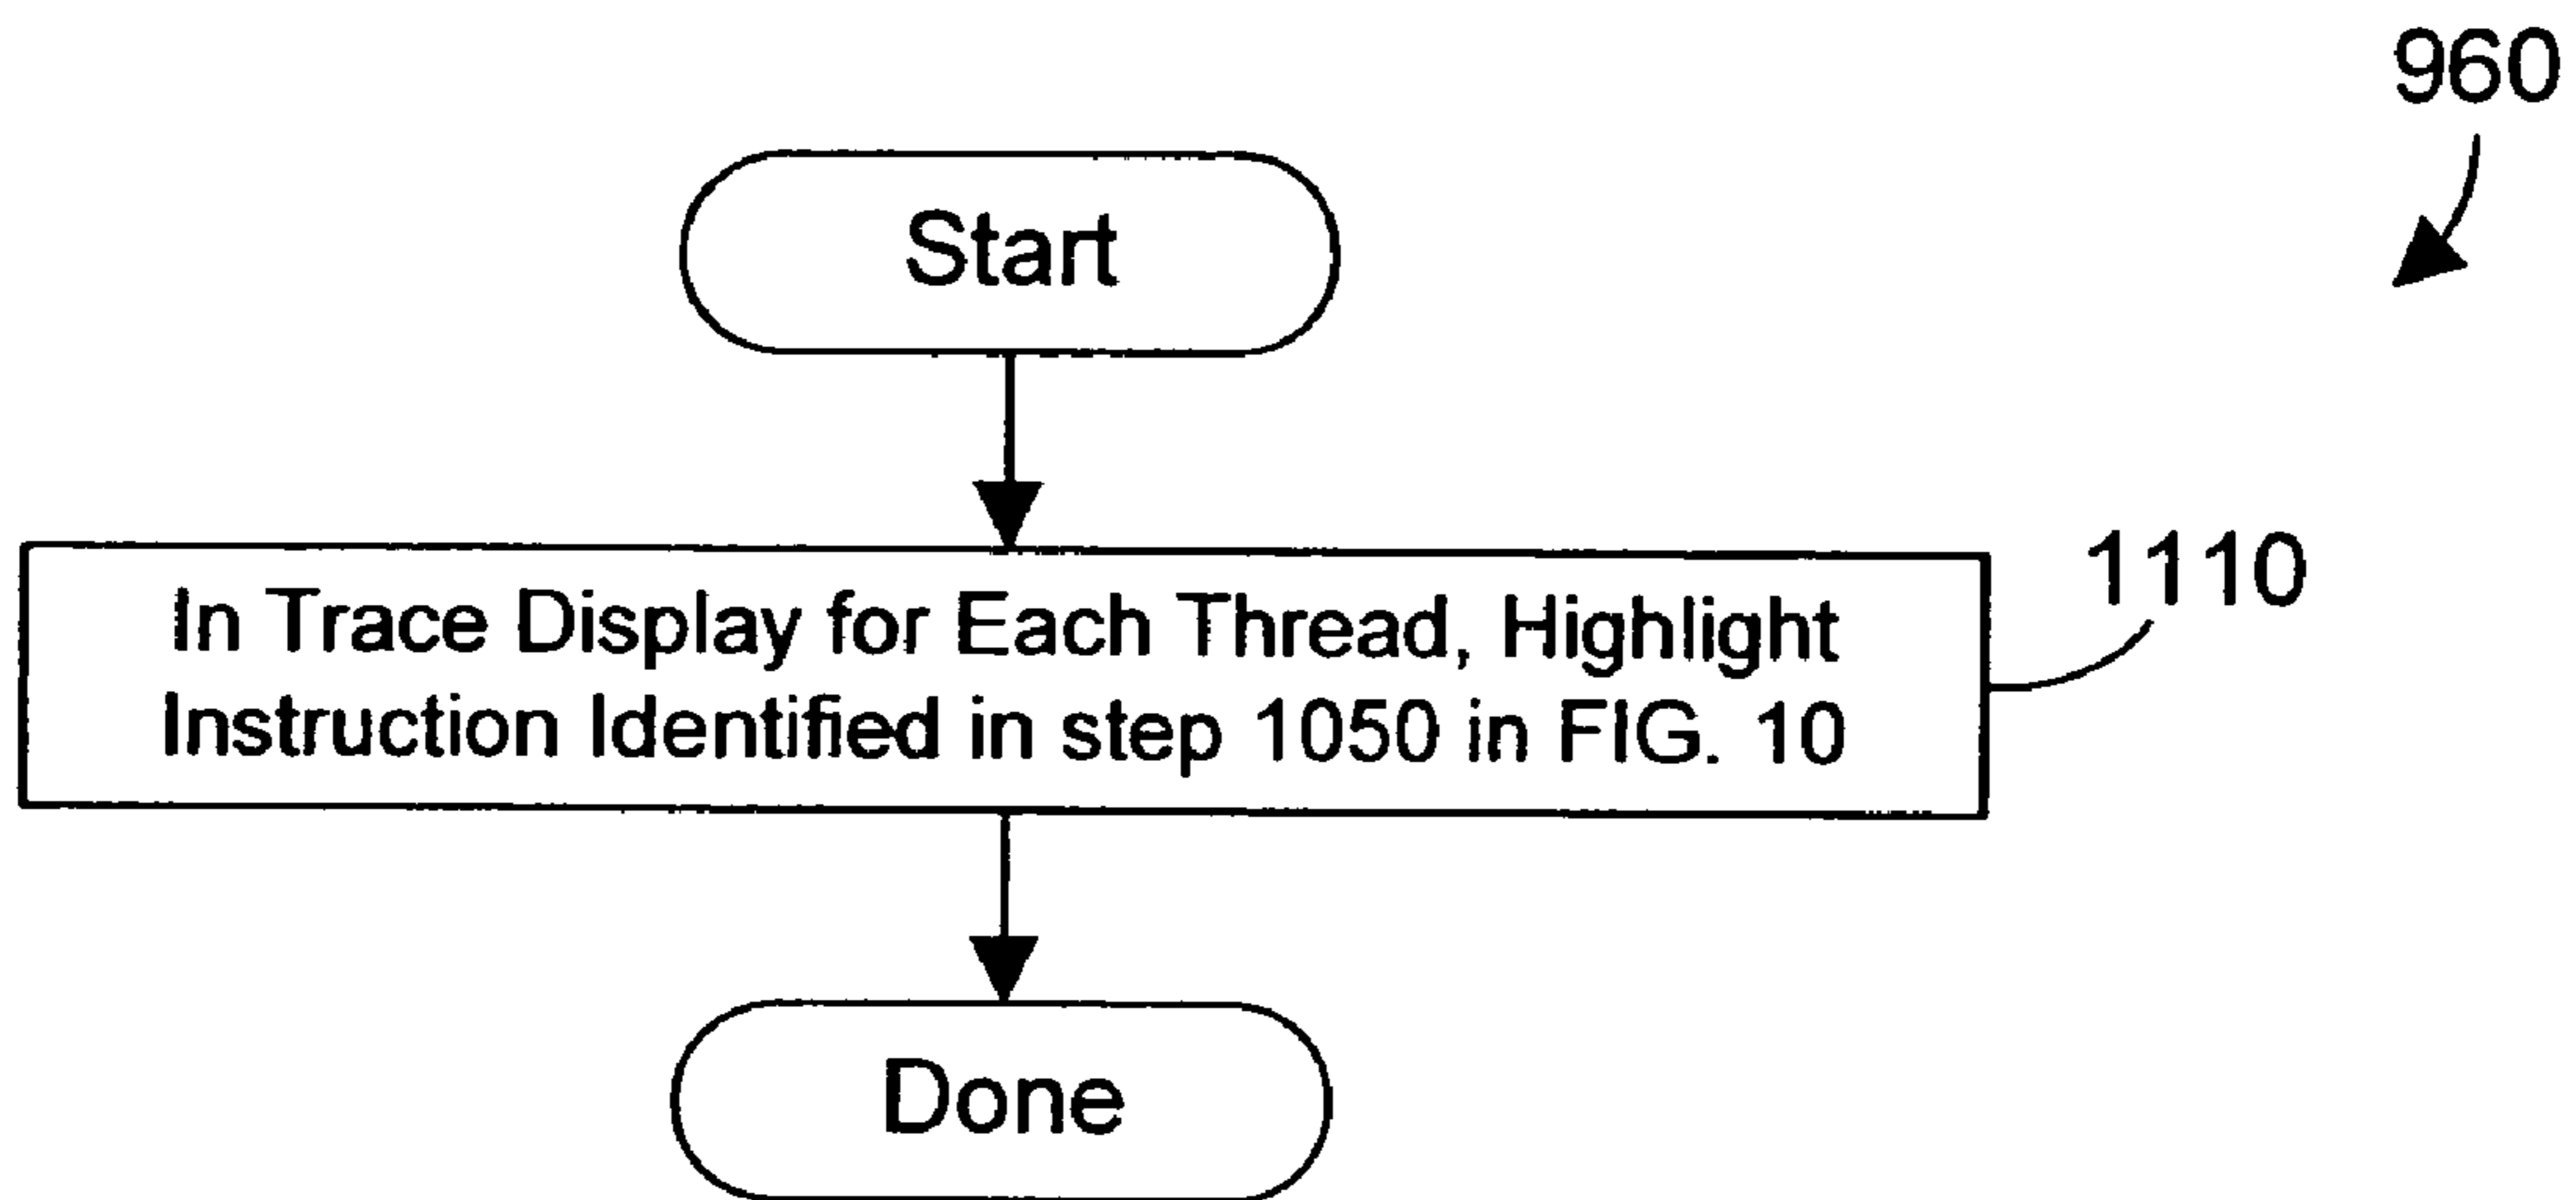 960
Start
In Trace Display for Each Thread, Highlight
Instruction Identified in step 1050 in FIG. 10
1110
Done